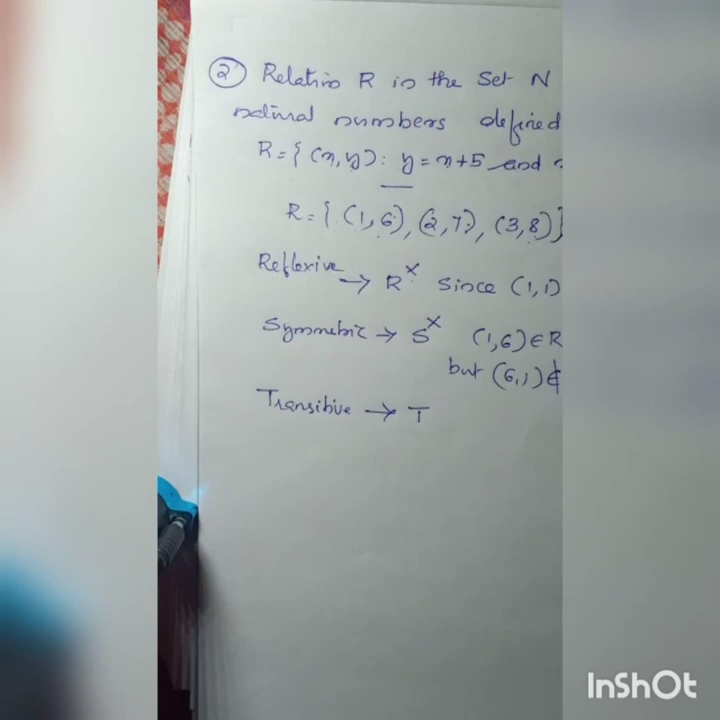 ② Relation R in the Set N
natural numbers defined
R = { (x, y) : y = x + 5 and
R = { (1, 6), (2, 7), (3, 8) }
Reflexive → R× Since (1, 1)
Symmetric → S× (1, 6) ∈ R
but (6, 1) ∉
Transitive → T
InShOt